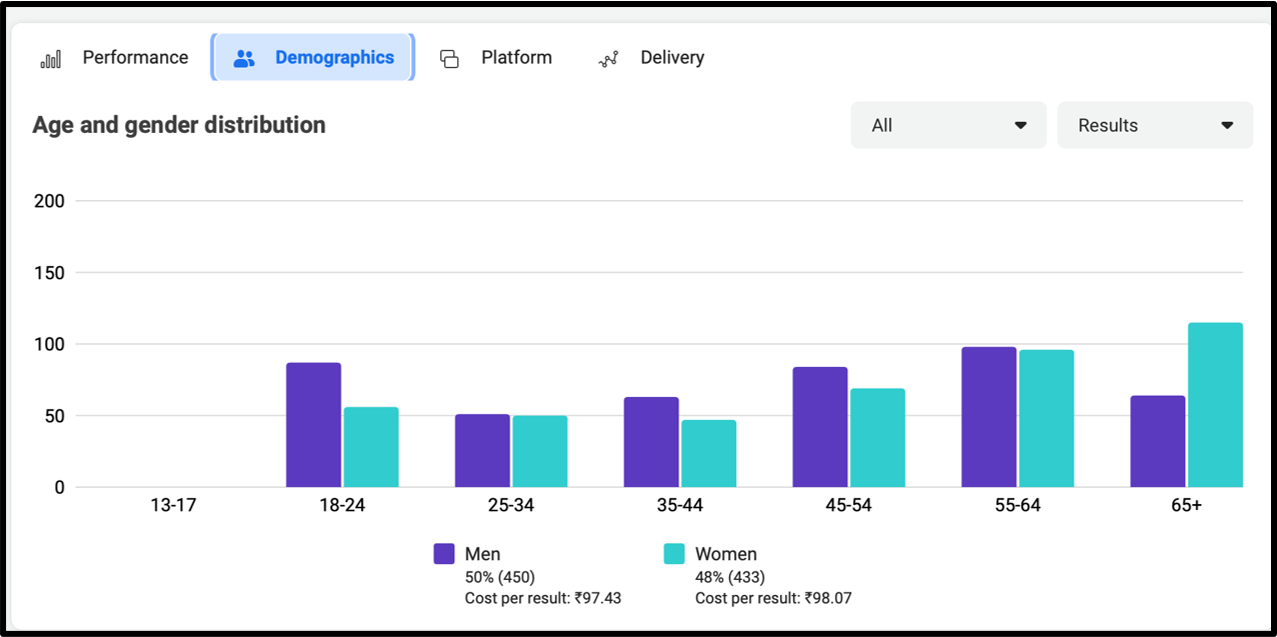 Performance Demographics Platform Delivery
Age and gender distribution All Results
200
150
100
50
0
13-17 18-24 25-34 35-44 45-54 55-64 65+
Men Women
50% (450) 48% (433)
Cost per result: ₹97.43 Cost per result: ₹98.07